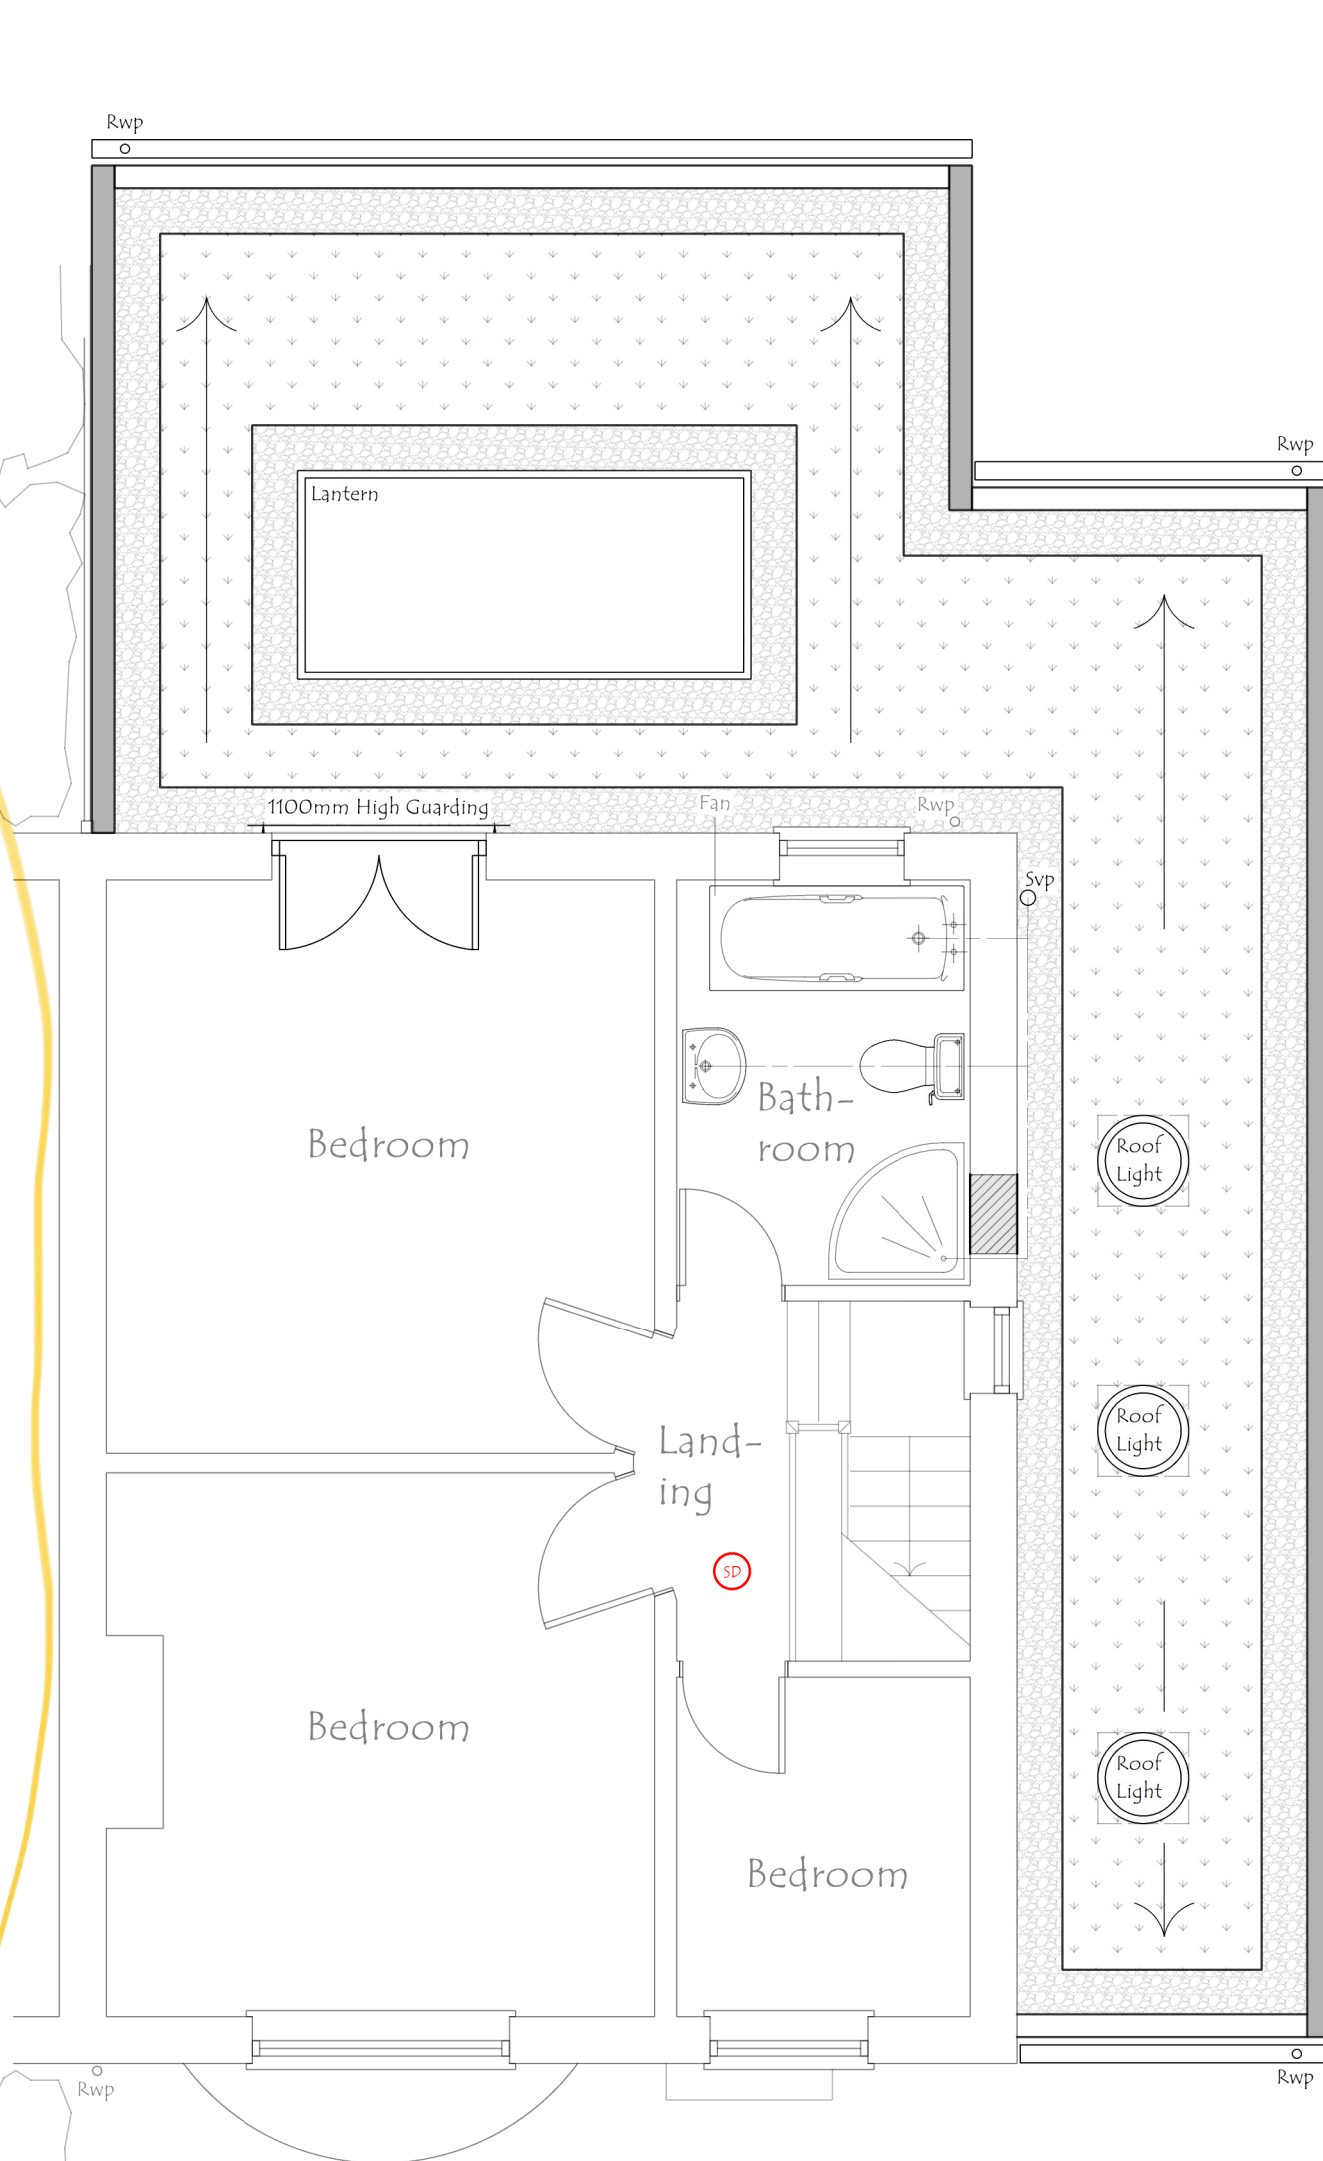 Rwp
Rwp
Lantern
1100mm High Guarding
Fan
Rwp
Svp
Bath-
room
Bedroom
Roof
Light
Land-
ing
Roof
Light
SD
Bedroom
Roof
Light
Bedroom
Rwp
Rwp